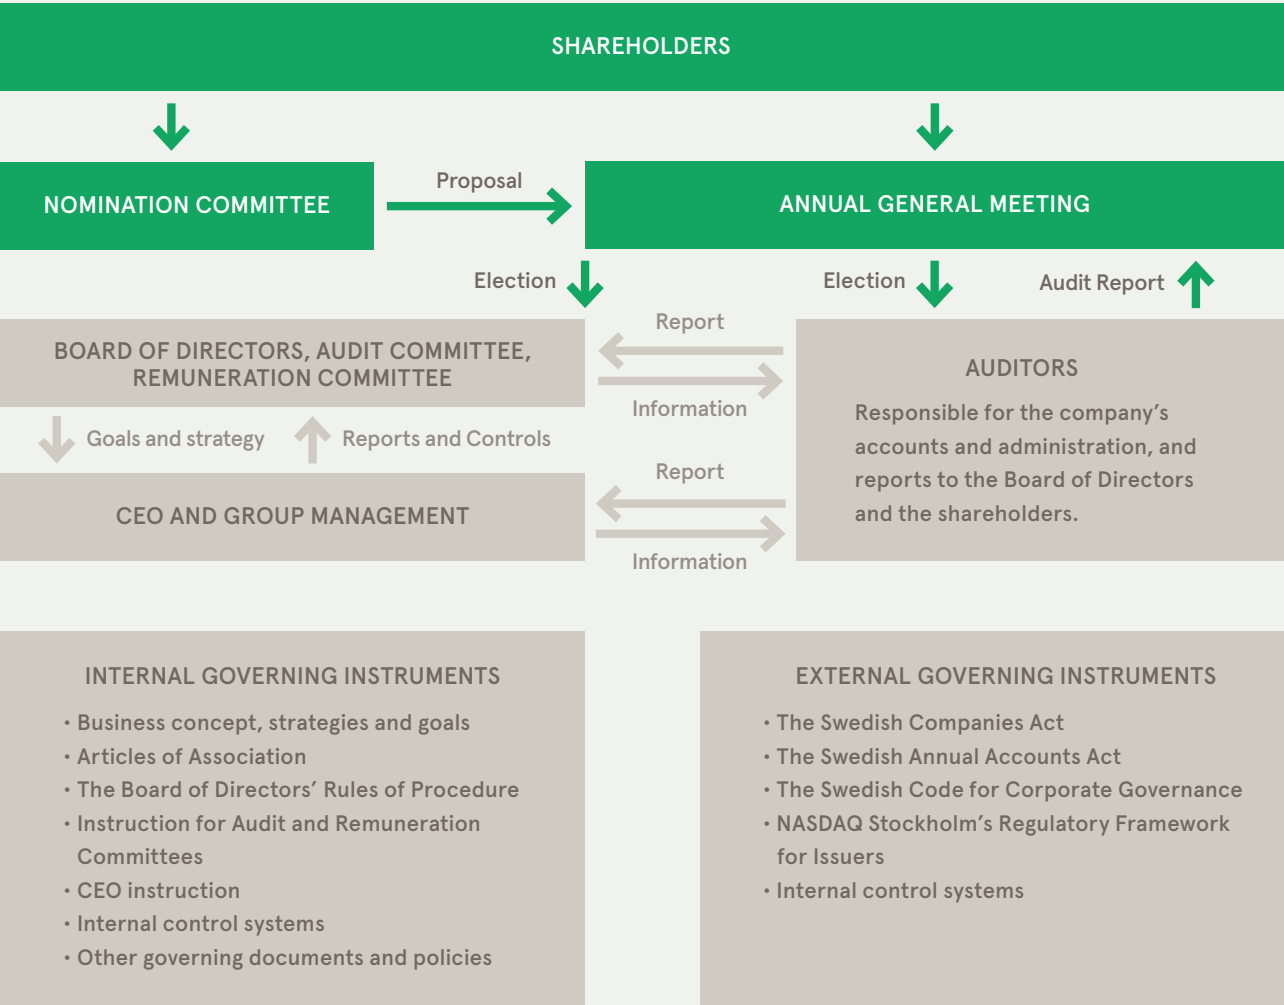 SHAREHOLDERS
NOMINATION COMMITTEE
Proposal
ANNUAL GENERAL MEETING
Election
Election
Audit Report
BOARD OF DIRECTORS, AUDIT COMMITTEE,
REMUNERATION COMMITTEE
Report
Information
Goals and strategy
Reports and Controls
CEO AND GROUP MANAGEMENT
Report
Information
AUDITORS
Responsible for the company’s
accounts and administration, and
reports to the Board of Directors
and the shareholders.
INTERNAL GOVERNING INSTRUMENTS
• Business concept, strategies and goals
• Articles of Association
• The Board of Directors’ Rules of Procedure
• Instruction for Audit and Remuneration
Committees
• CEO instruction
• Internal control systems
• Other governing documents and policies
EXTERNAL GOVERNING INSTRUMENTS
• The Swedish Companies Act
• The Swedish Annual Accounts Act
• The Swedish Code for Corporate Governance
• NASDAQ Stockholm’s Regulatory Framework
for Issuers
• Internal control systems